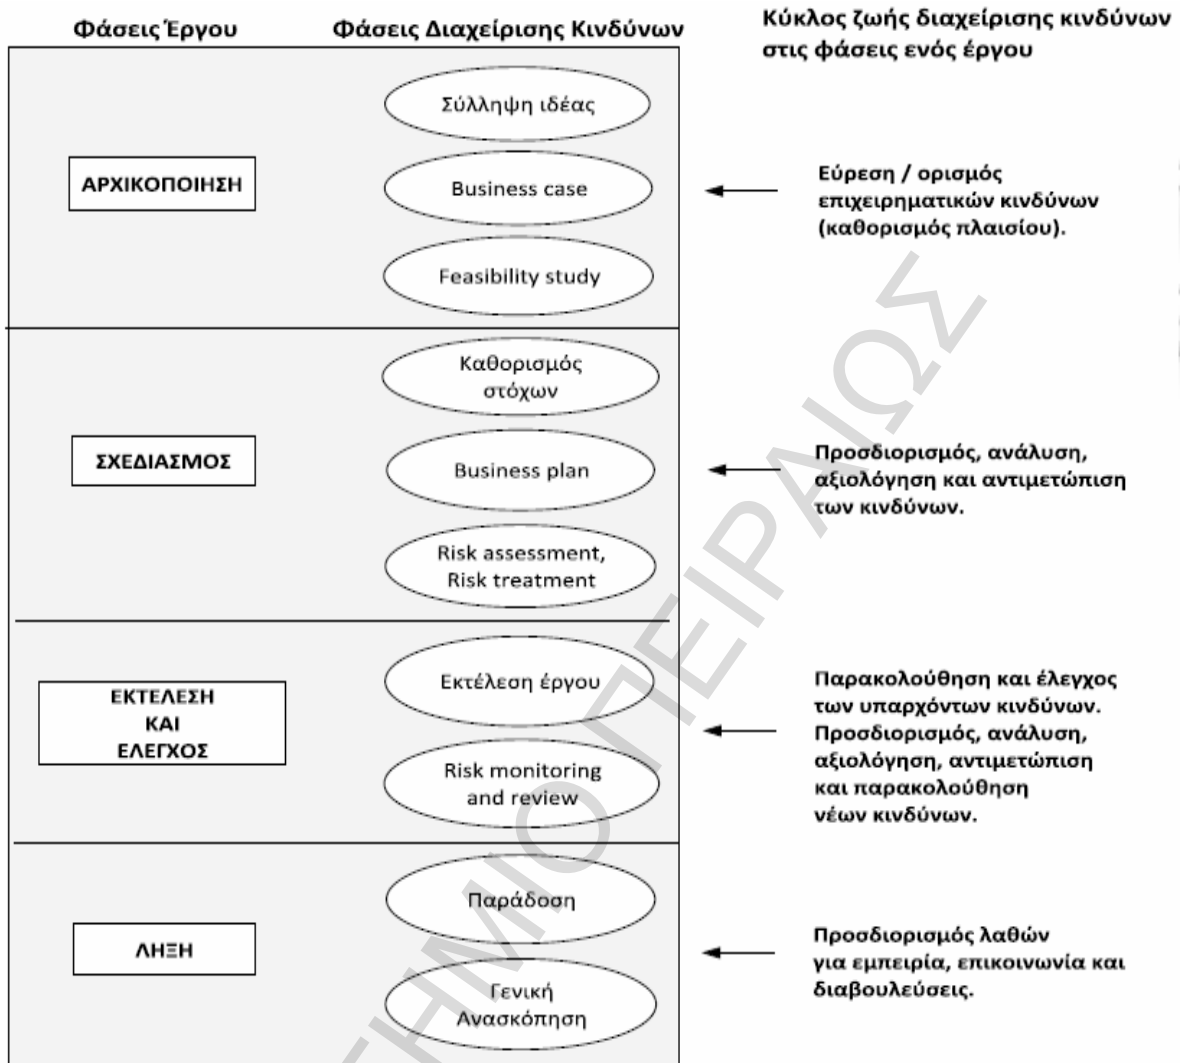 Φάσεις Έργου
Φάσεις Διαχείρισης Κινδύνων
Κύκλος ζωής διαχείρισης κινδύνων
στις φάσεις ενός έργου
ΑΡΧΙΚΟΠΟΙΗΣΗ
Σύλληψη ιδέας
Business case
Feasibility study
Εύρεση / ορισμός
επιχειρηματικών κινδύνων
(καθορισμός πλαισίου).
ΣΧΕΔΙΑΣΜΟΣ
Καθορισμός
στόχων
Business plan
Risk assessment,
Risk treatment
Προσδιορισμός, ανάλυση,
αξιολόγηση και αντιμετώπιση
των κινδύνων.
ΕΚΤΕΛΕΣΗ
ΚΑΙ
ΕΛΕΓΧΟΣ
Εκτέλεση έργου
Risk monitoring
and review
Παρακολούθηση και έλεγχος
των υπαρχόντων κινδύνων.
Προσδιορισμός, ανάλυση,
αξιολόγηση, αντιμετώπιση
και παρακολούθηση
νέων κινδύνων.
ΛΗΞΗ
Παράδοση
Γενική
Ανασκόπηση
Προσδιορισμός λαθών
για εμπειρία, επικοινωνία και
διαβουλεύσεις.
ΤΗΜΙΟ ΠΕΙΡΑΙΩΣ